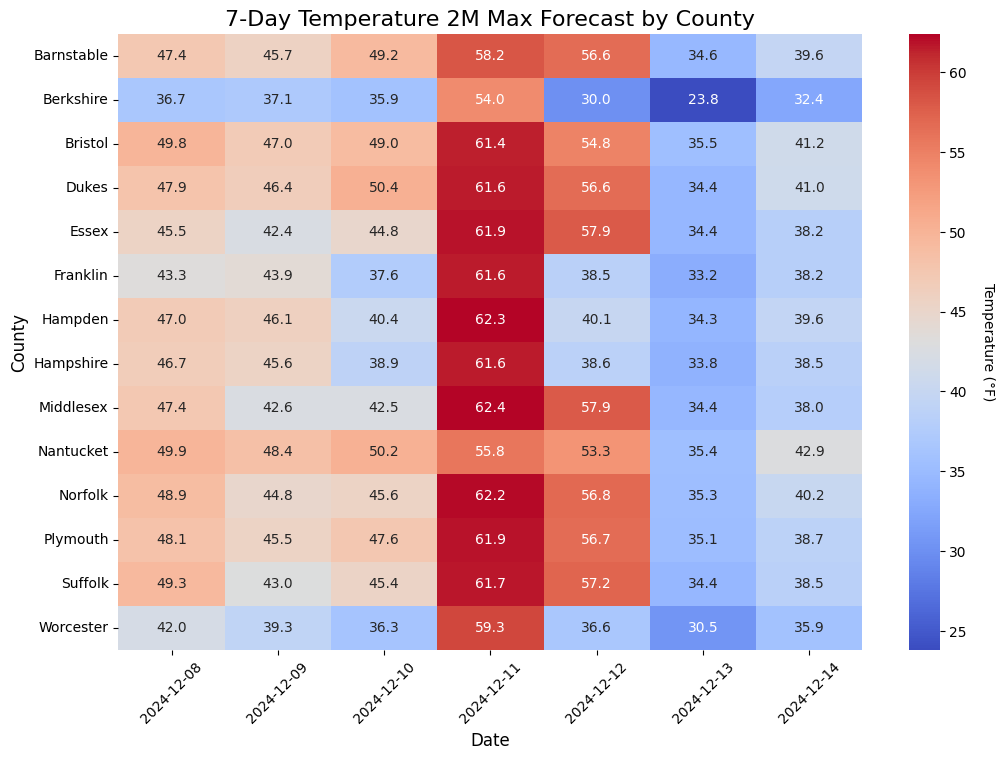 7-Day Temperature 2M Max Forecast by County
County
Barnstable 47.4 45.7 49.2 58.2 56.6 34.6 39.6
Berkshire 36.7 37.1 35.9 54.0 30.0 23.8 32.4
Bristol 49.8 47.0 49.0 61.4 54.8 35.5 41.2
Dukes 47.9 46.4 50.4 61.6 56.6 34.4 41.0
Essex 45.5 42.4 44.8 61.9 57.9 34.4 38.2
Franklin 43.3 43.9 37.6 61.6 38.5 33.2 38.2
Hampden 47.0 46.1 40.4 62.3 40.1 34.3 39.6
Hampshire 46.7 45.6 38.9 61.6 38.6 33.8 38.5
Middlesex 47.4 42.6 42.5 62.4 57.9 34.4 38.0
Nantucket 49.9 48.4 50.2 55.8 53.3 35.4 42.9
Norfolk 48.9 44.8 45.6 62.2 56.8 35.3 40.2
Plymouth 48.1 45.5 47.6 61.9 56.7 35.1 38.7
Suffolk 49.3 43.0 45.4 61.7 57.2 34.4 38.5
Worcester 42.0 39.3 36.3 59.3 36.6 30.5 35.9
2024-12-08 2024-12-09 2024-12-10 2024-12-11 2024-12-12 2024-12-13 2024-12-14
Date
60
55
50
45
40
35
30
25
Temperature (°F)